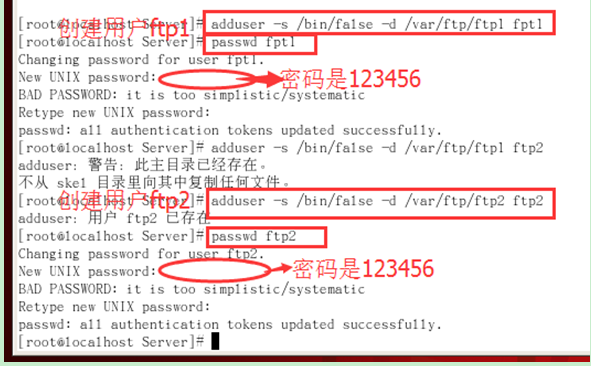 创建用户ftp1
[root@localhost Server]# adduser -s /bin/false -d /var/ftp/ftp1 fpt1
[root@localhost Server]# passwd fpt1
Changing password for user fpt1.
New UNIX password:
密码是123456
BAD PASSWORD: it is too simplistic/systematic
Retype new UNIX password:
passwd: all authentication tokens updated successfully.
[root@localhost Server]# adduser -s /bin/false -d /var/ftp/ftp1 ftp2
adduser: 警告: 此主目录已经存在。
不从 skel 目录里向其中复制任何文件。
创建用户ftp2
[root@localhost Server]# adduser -s /bin/false -d /var/ftp/ftp2 ftp2
adduser: 用户 ftp2 已存在
[root@localhost Server]# passwd ftp2
Changing password for user ftp2.
New UNIX password:
密码是123456
BAD PASSWORD: it is too simplistic/systematic
Retype new UNIX password:
passwd: all authentication tokens updated successfully.
[root@localhost Server]#